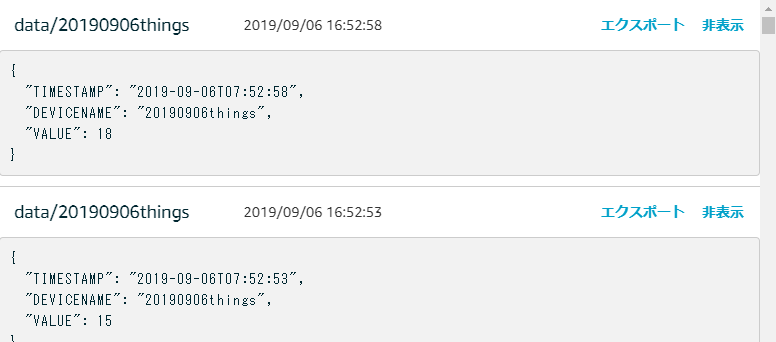 data/20190906things 2019/09/06 16:52:58 エクスポート 非表示
{
"TIMESTAMP": "2019-09-06T07:52:58",
"DEVICENAME": "20190906things",
"VALUE": 18
}
data/20190906things 2019/09/06 16:52:53 エクスポート 非表示
{
"TIMESTAMP": "2019-09-06T07:52:53",
"DEVICENAME": "20190906things",
"VALUE": 15
}